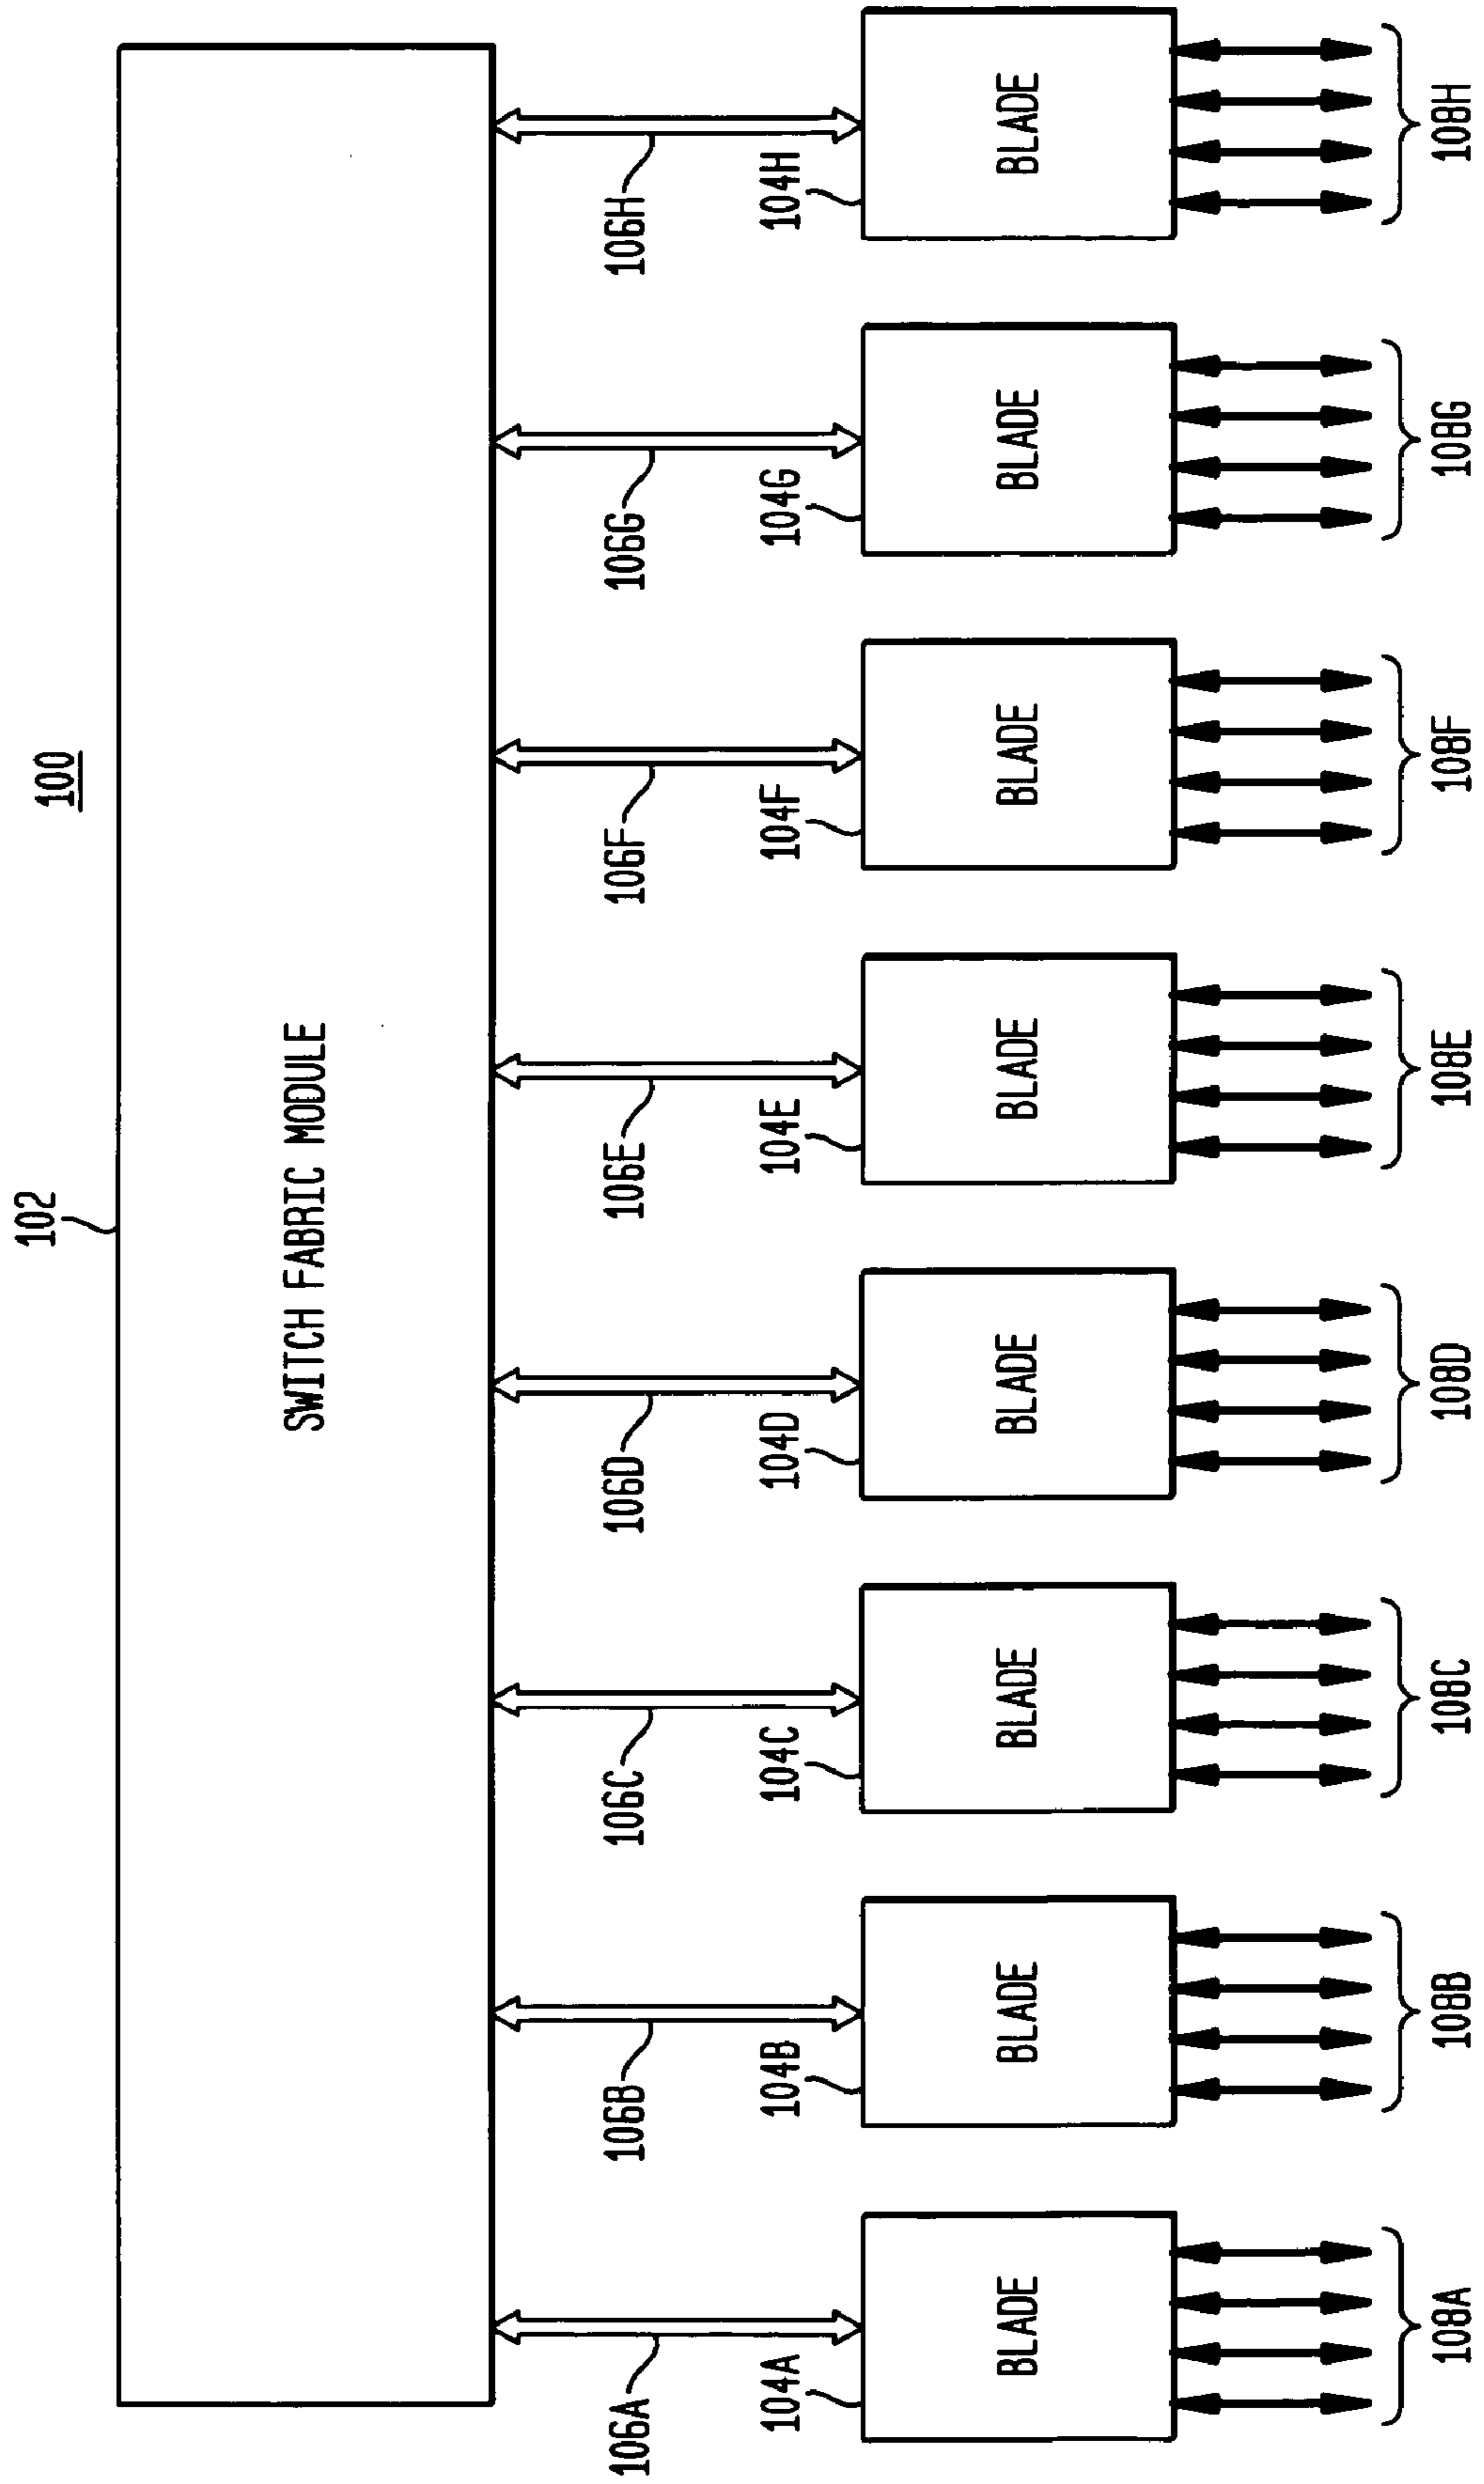 100
102
SWITCH FABRIC MODULE
106A
106B
106C
106D
106E
106F
106G
106H
104A
104B
104C
104D
104E
104F
104G
104H
BLADE
BLADE
BLADE
BLADE
BLADE
BLADE
BLADE
BLADE
108A
108B
108C
108D
108E
108F
108G
108H